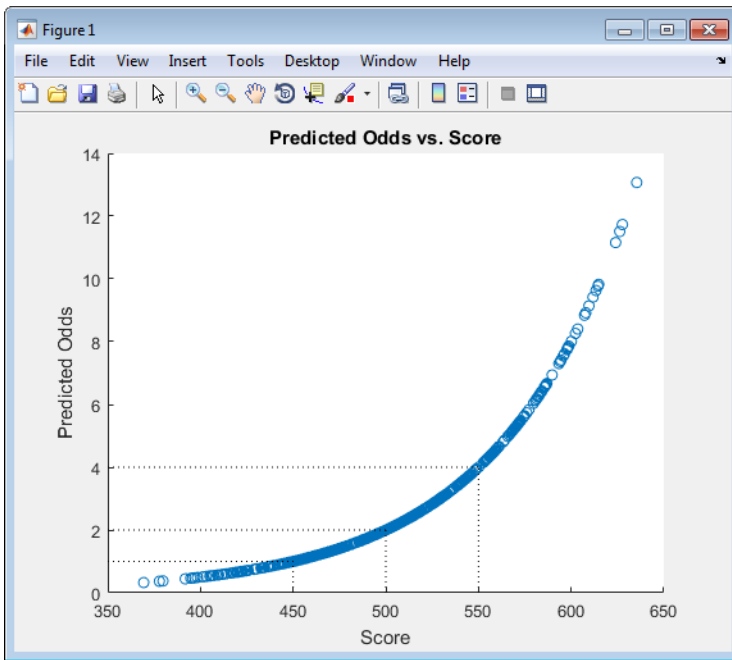 Figure 1
File Edit View Insert Tools Desktop Window Help
Predicted Odds vs. Score
14
12
10
8
6
4
2
0
Predicted Odds
350 400 450 500 550 600 650
Score